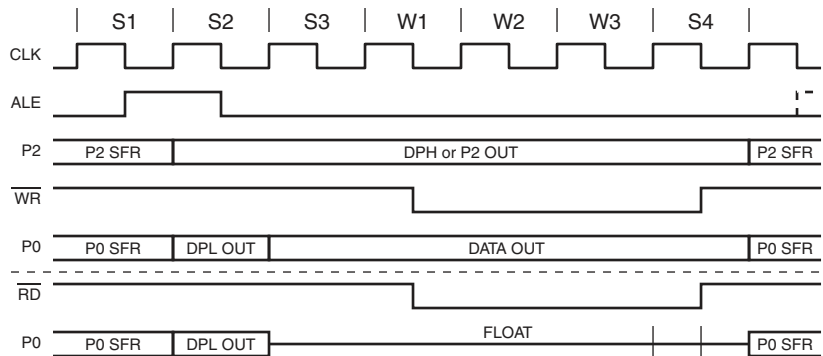 S1 S2 S3 W1 W2 W3 S4
CLK
ALE
P2 P2 SFR DPH or P2 OUT P2 SFR
WR
P0 P0 SFR DPL OUT DATA OUT P0 SFR
RD
P0 P0 SFR DPL OUT FLOAT P0 SFR